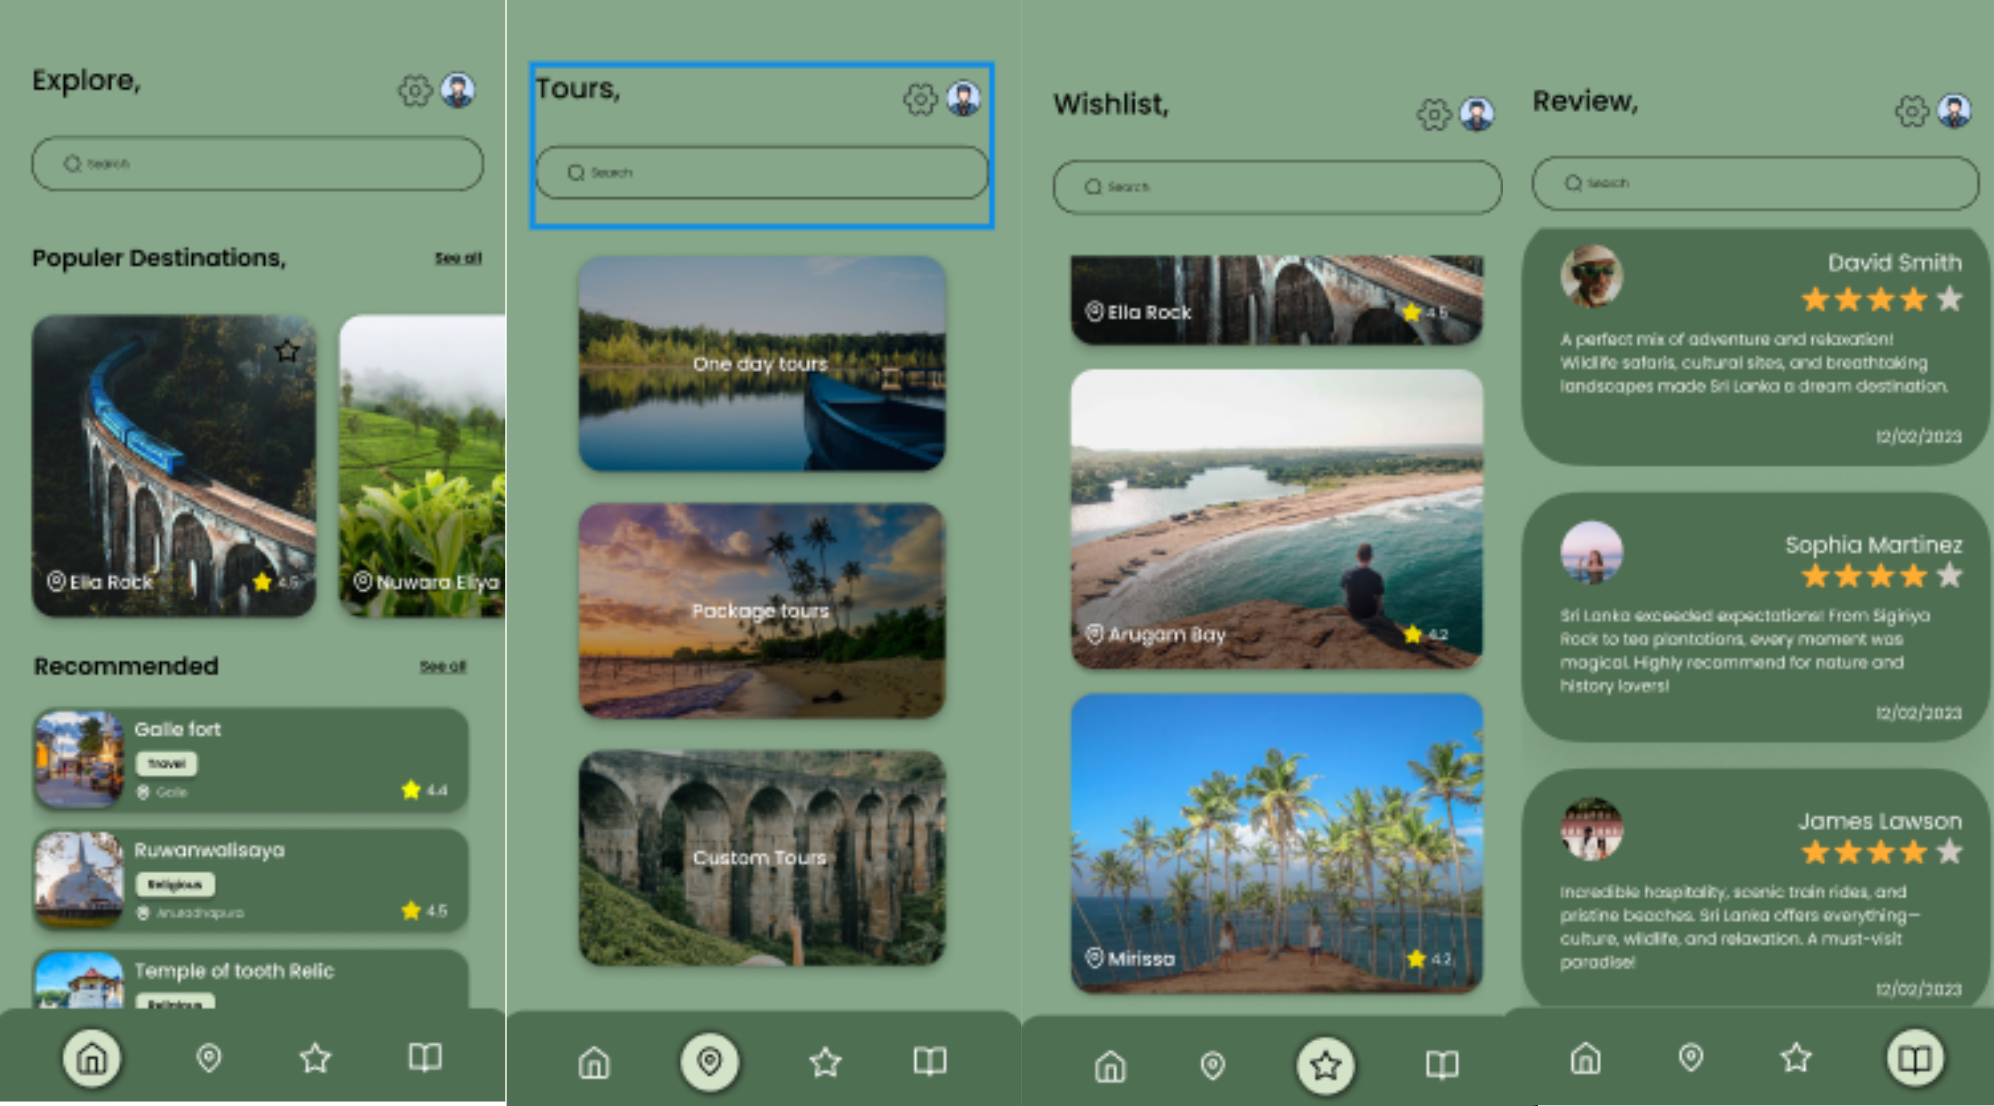 Explore,
Search
Populer Destinations,
See all
Ella Rock
4.5
Nuwara Eliya
Recommended
See all
Galle fort
Travel
Galle
4.4
Ruwanwalisaya
Religious
Anuradhapura
4.5
Temple of tooth Relic
Religious
Tours,
Search
One day tours
Package tours
Custom Tours
Wishlist,
Search
Ella Rock
4.5
Arugam Bay
4.2
Mirissa
4.2
Review,
Search
David Smith
A perfect mix of adventure and relaxation!
Wildlife safaris, cultural sites, and breathtaking
landscapes made Sri Lanka a dream destination.
12/02/2023
Sophia Martinez
Sri Lanka exceeded expectations! From Sigiriya
Rock to tea plantations, every moment was
magical. Highly recommend for nature and
history lovers!
12/02/2023
James Lawson
Incredible hospitality, scenic train rides, and
pristine beaches. Sri Lanka offers everything—
culture, wildlife, and relaxation. A must-visit
paradise!
12/02/2023